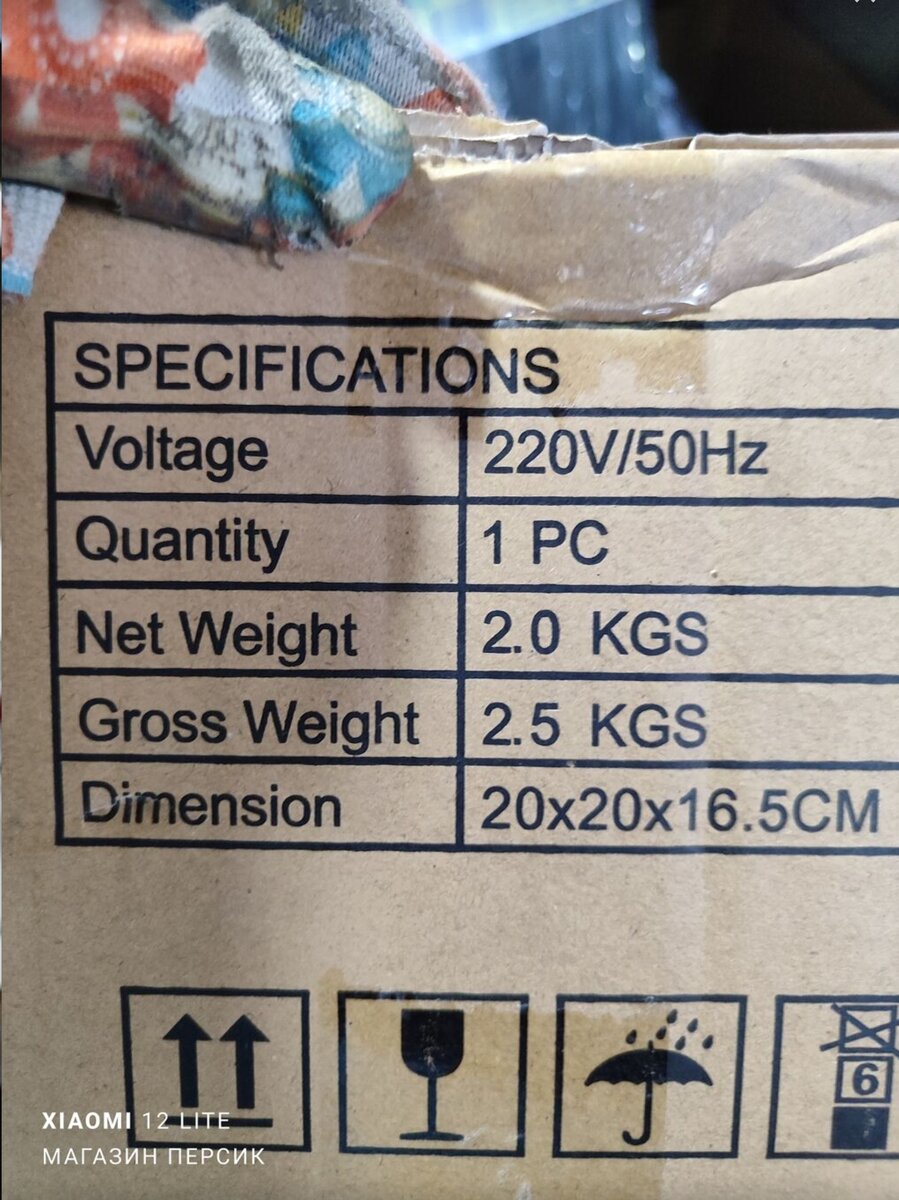 SPECIFICATIONS
Voltage 220V/50Hz
Quantity 1 PC
Net Weight 2.0 KGS
Gross Weight 2.5 KGS
Dimension 20x20x16.5CM
6
XIAOMI 12 LITE
МАГАЗИН ПЕРСИК